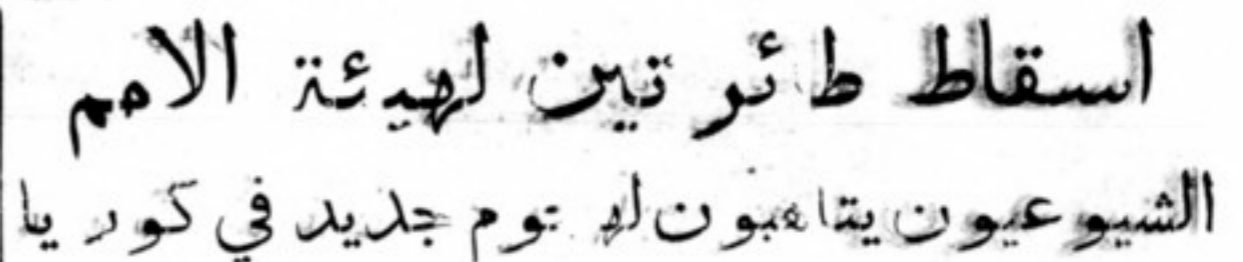 اسقاط طائرتين لهيئة الامم
الشيوعيون يتاهبون لهجوم جديد في كوريا